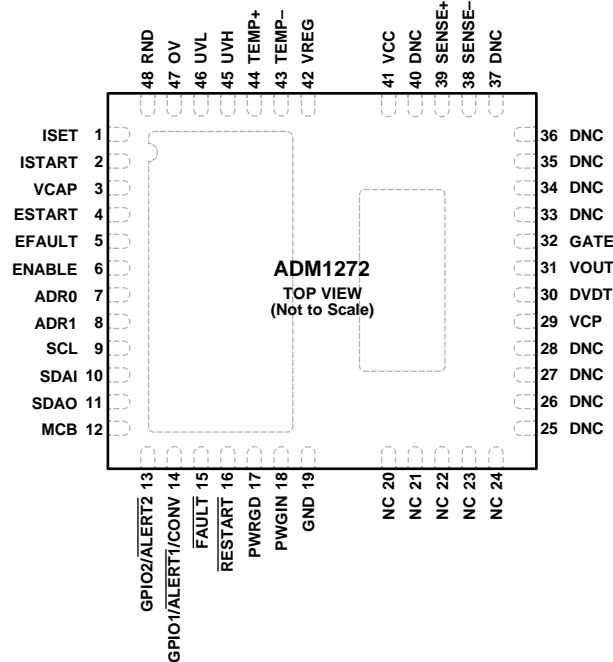 48 RND
47 OV
46 UVL
45 UVH
44 TEMP+
43 TEMP–
42 VREG
41 VCC
40 DNC
39 SENSE+
38 SENSE–
37 DNC
ISET 1
ISTART 2
VCAP 3
ESTART 4
EFAULT 5
ENABLE 6
ADR0 7
ADR1 8
SCL 9
SDAI 10
SDAO 11
MCB 12
ADM1272
TOP VIEW
(Not to Scale)
36 DNC
35 DNC
34 DNC
33 DNC
32 GATE
31 VOUT
30 DVDT
29 VCP
28 DNC
27 DNC
26 DNC
25 DNC
GPIO2/ALERT2 13
GPIO1/ALERT1/CONV 14
FAULT 15
RESTART 16
PWRGD 17
PWGIN 18
GND 19
NC 20
NC 21
NC 22
NC 23
NC 24